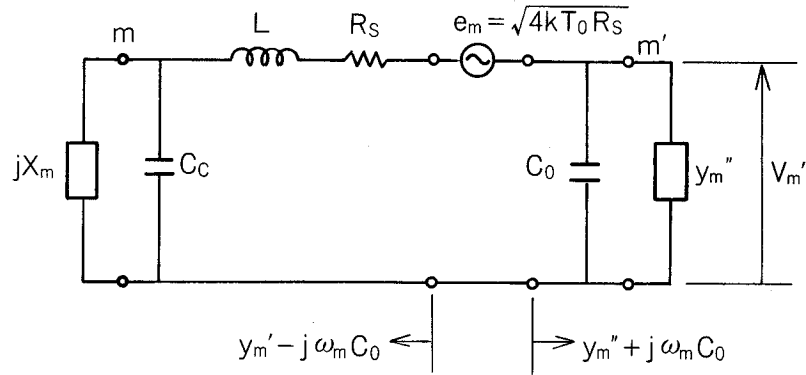 m
L
R_S
e_m = √4kT_0R_S
m′
jX_m
C_C
C_0
y_m″
V_m′
y_m′ − jω_mC_0
y_m″ + jω_mC_0